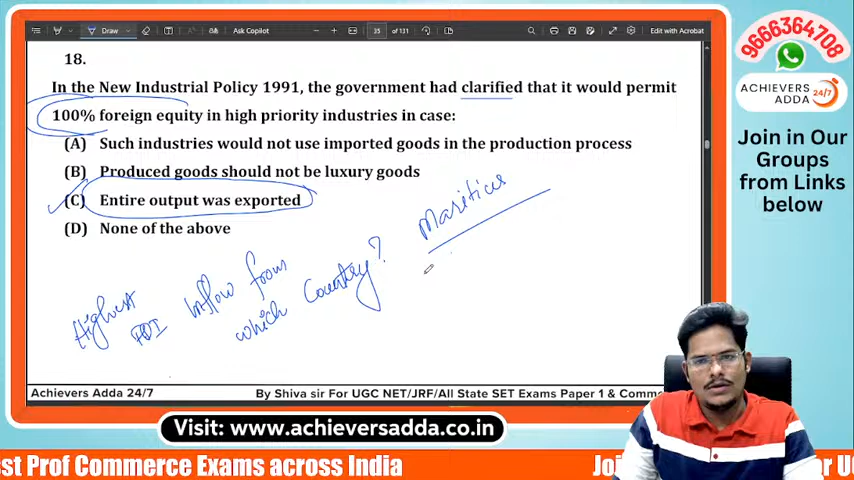 Draw
Ask Copilot
35
of 131
Edit with Acrobat
18.
In the New Industrial Policy 1991, the government had clarified that it would permit
100% foreign equity in high priority industries in case:
(A) Such industries would not use imported goods in the production process
(B) Produced goods should not be luxury goods
(C) Entire output was exported
(D) None of the above
Maritius
Highest FDI Inflow from
which Country?
Achievers Adda 24/7
By Shiva sir For UGC NET/JRF/All State SET Exams Paper 1 & Comme
9666364708
ACHIEVERS
ADDA 24/7
Join in Our
Groups
from Links
below
Visit: www.achieversadda.co.in
st Prof Commerce Exams across India
Joi
or U